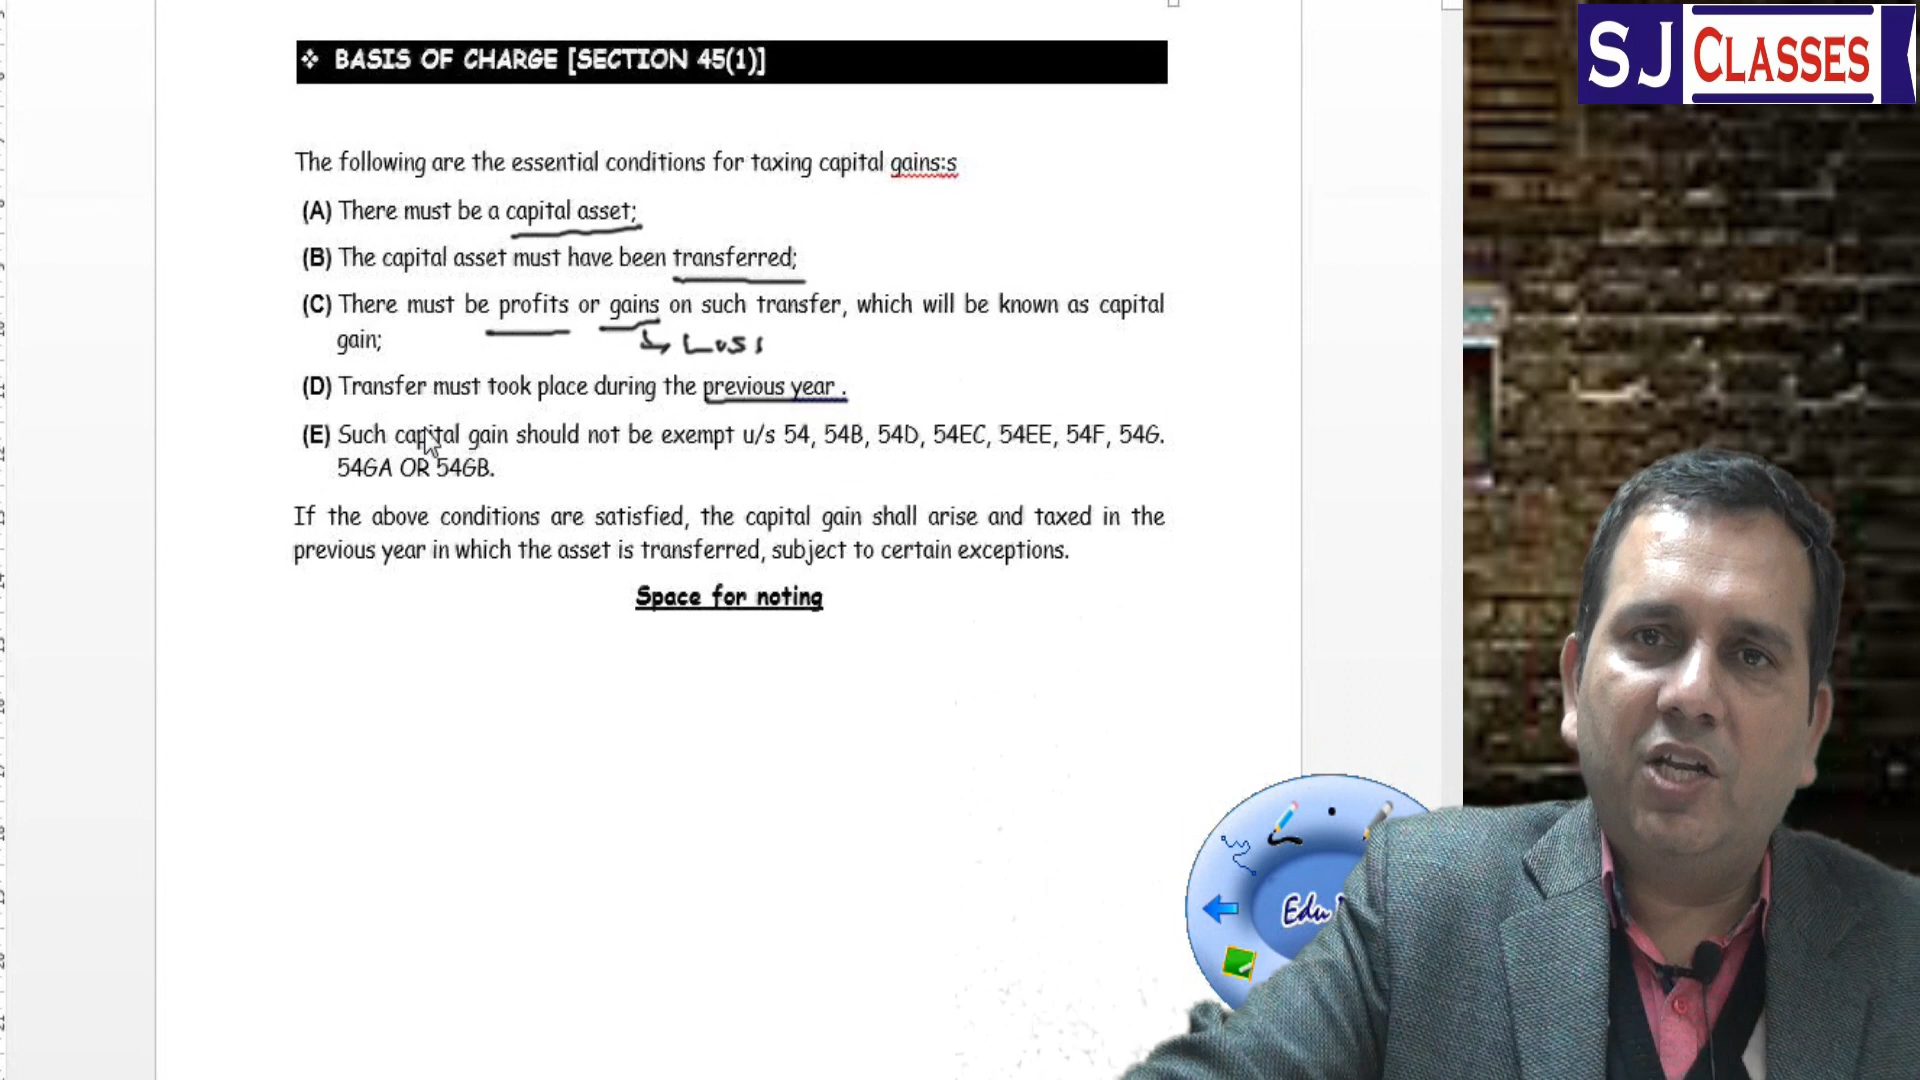 SJ CLASSES
❖ BASIS OF CHARGE [SECTION 45(1)]
The following are the essential conditions for taxing capital gains:s
(A) There must be a capital asset;
(B) The capital asset must have been transferred;
(C) There must be profits or gains on such transfer, which will be known as capital
gain;
Loss
(D) Transfer must took place during the previous year .
(E) Such capital gain should not be exempt u/s 54, 54B, 54D, 54EC, 54EE, 54F, 54G.
54GA OR 54GB.
If the above conditions are satisfied, the capital gain shall arise and taxed in the
previous year in which the asset is transferred, subject to certain exceptions.
Space for noting
Edu